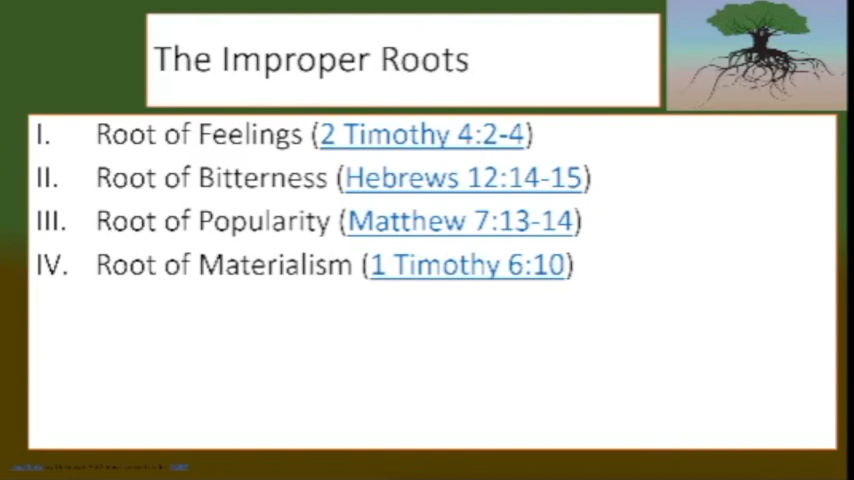 The Improper Roots
I. Root of Feelings (2 Timothy 4:2-4)
II. Root of Bitterness (Hebrews 12:14-15)
III. Root of Popularity (Matthew 7:13-14)
IV. Root of Materialism (1 Timothy 6:10)